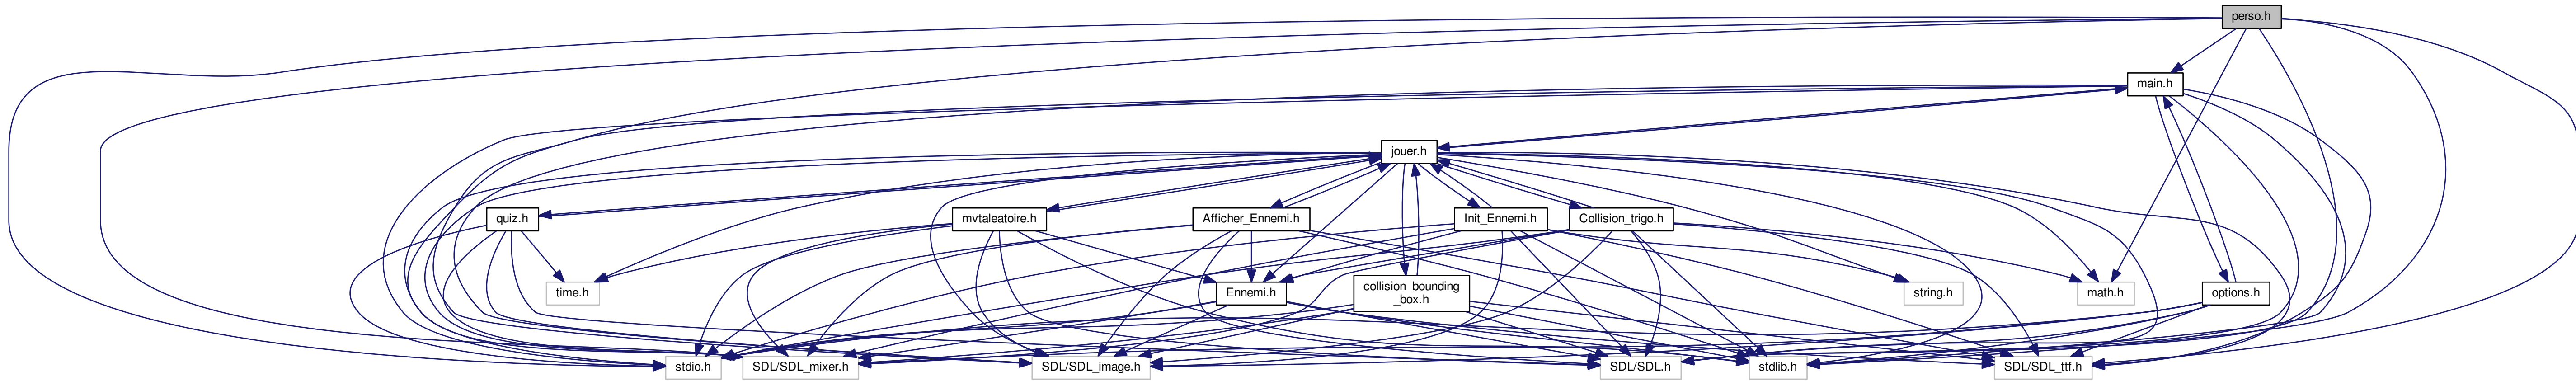 perso.h
main.h
jouer.h
quiz.h
mvtaleatoire.h
Afficher_Ennemi.h
Init_Ennemi.h
Collision_trigo.h
time.h
Ennemi.h
collision_bounding
_box.h
string.h
math.h
options.h
stdio.h
SDL/SDL_mixer.h
SDL/SDL_image.h
SDL/SDL.h
stdlib.h
SDL/SDL_ttf.h